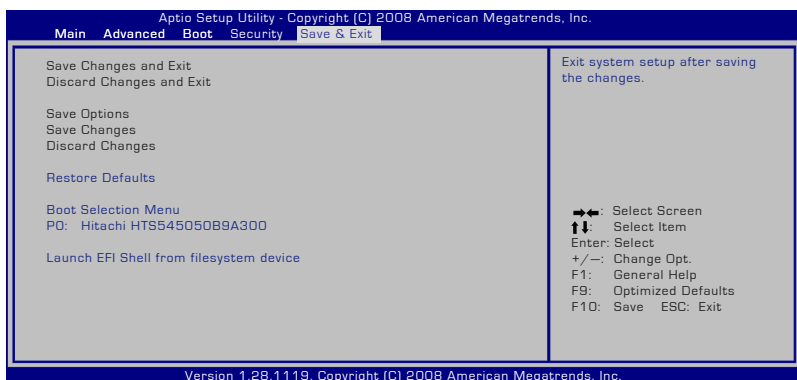 Aptio Setup Utility - Copyright (C) 2008 American Megatrends, Inc.
Main Advanced Boot Security Save & Exit
Save Changes and Exit
Discard Changes and Exit
Save Options
Save Changes
Discard Changes
Restore Defaults
Boot Selection Menu
P0: Hitachi HTS545050B9A300
Launch EFI Shell from filesystem device
Exit system setup after saving
the changes.
→←: Select Screen
↑↓: Select Item
Enter: Select
+/—: Change Opt.
F1: General Help
F9: Optimized Defaults
F10: Save ESC: Exit
Version 1.28.1119. Copyright (C) 2008 American Megatrends, Inc.